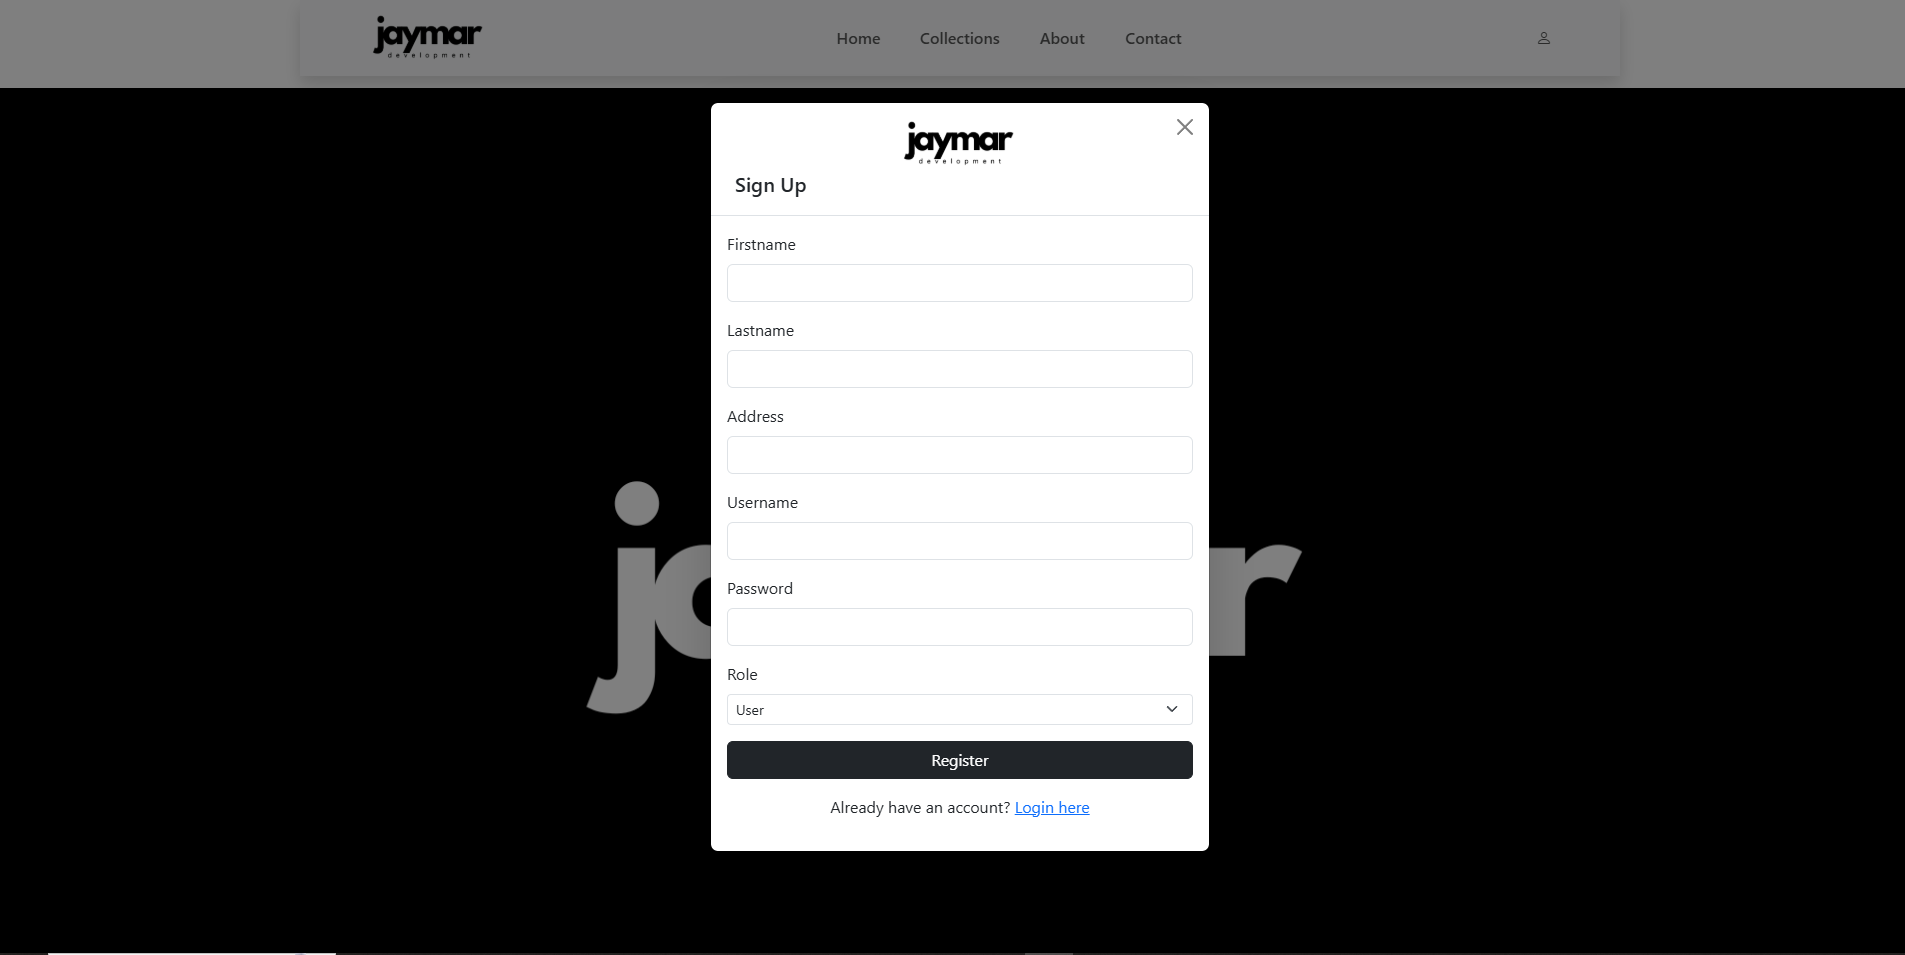 jaymar
development
Home Collections About Contact
jaymar
development
Sign Up
Firstname
Lastname
Address
Username
Password
Role
User
Register
Already have an account? Login here